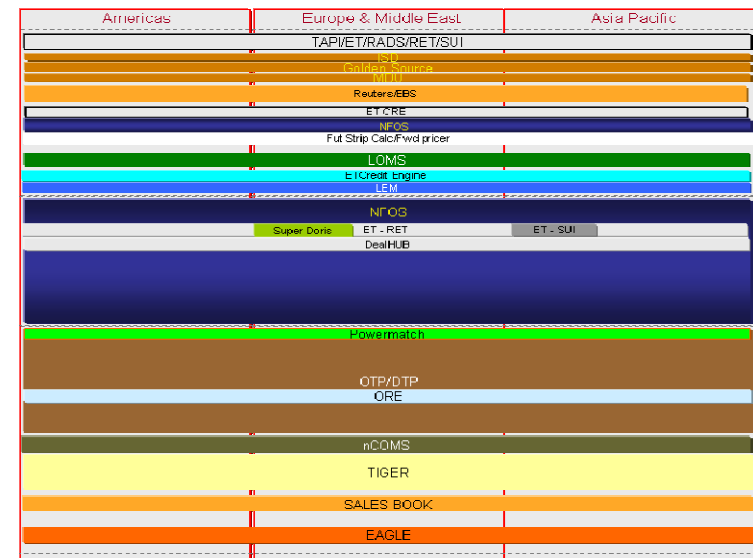 Americas
Europe & Middle East
Asia Pacific
TAPI/ET/RADS/RET/SUI
ISD
Golden Source
MDU
Reuters/EBS
ET CRE
NFOS
Fut Strip Calc/Fwd pricer
LOMS
ETCredit Engine
LEM
NFOS
Super Doris
ET - RET
ET - SUI
DealHUB
Powermatch
OTP/DTP
ORE
nCOMS
TIGER
SALES BOOK
EAGLE